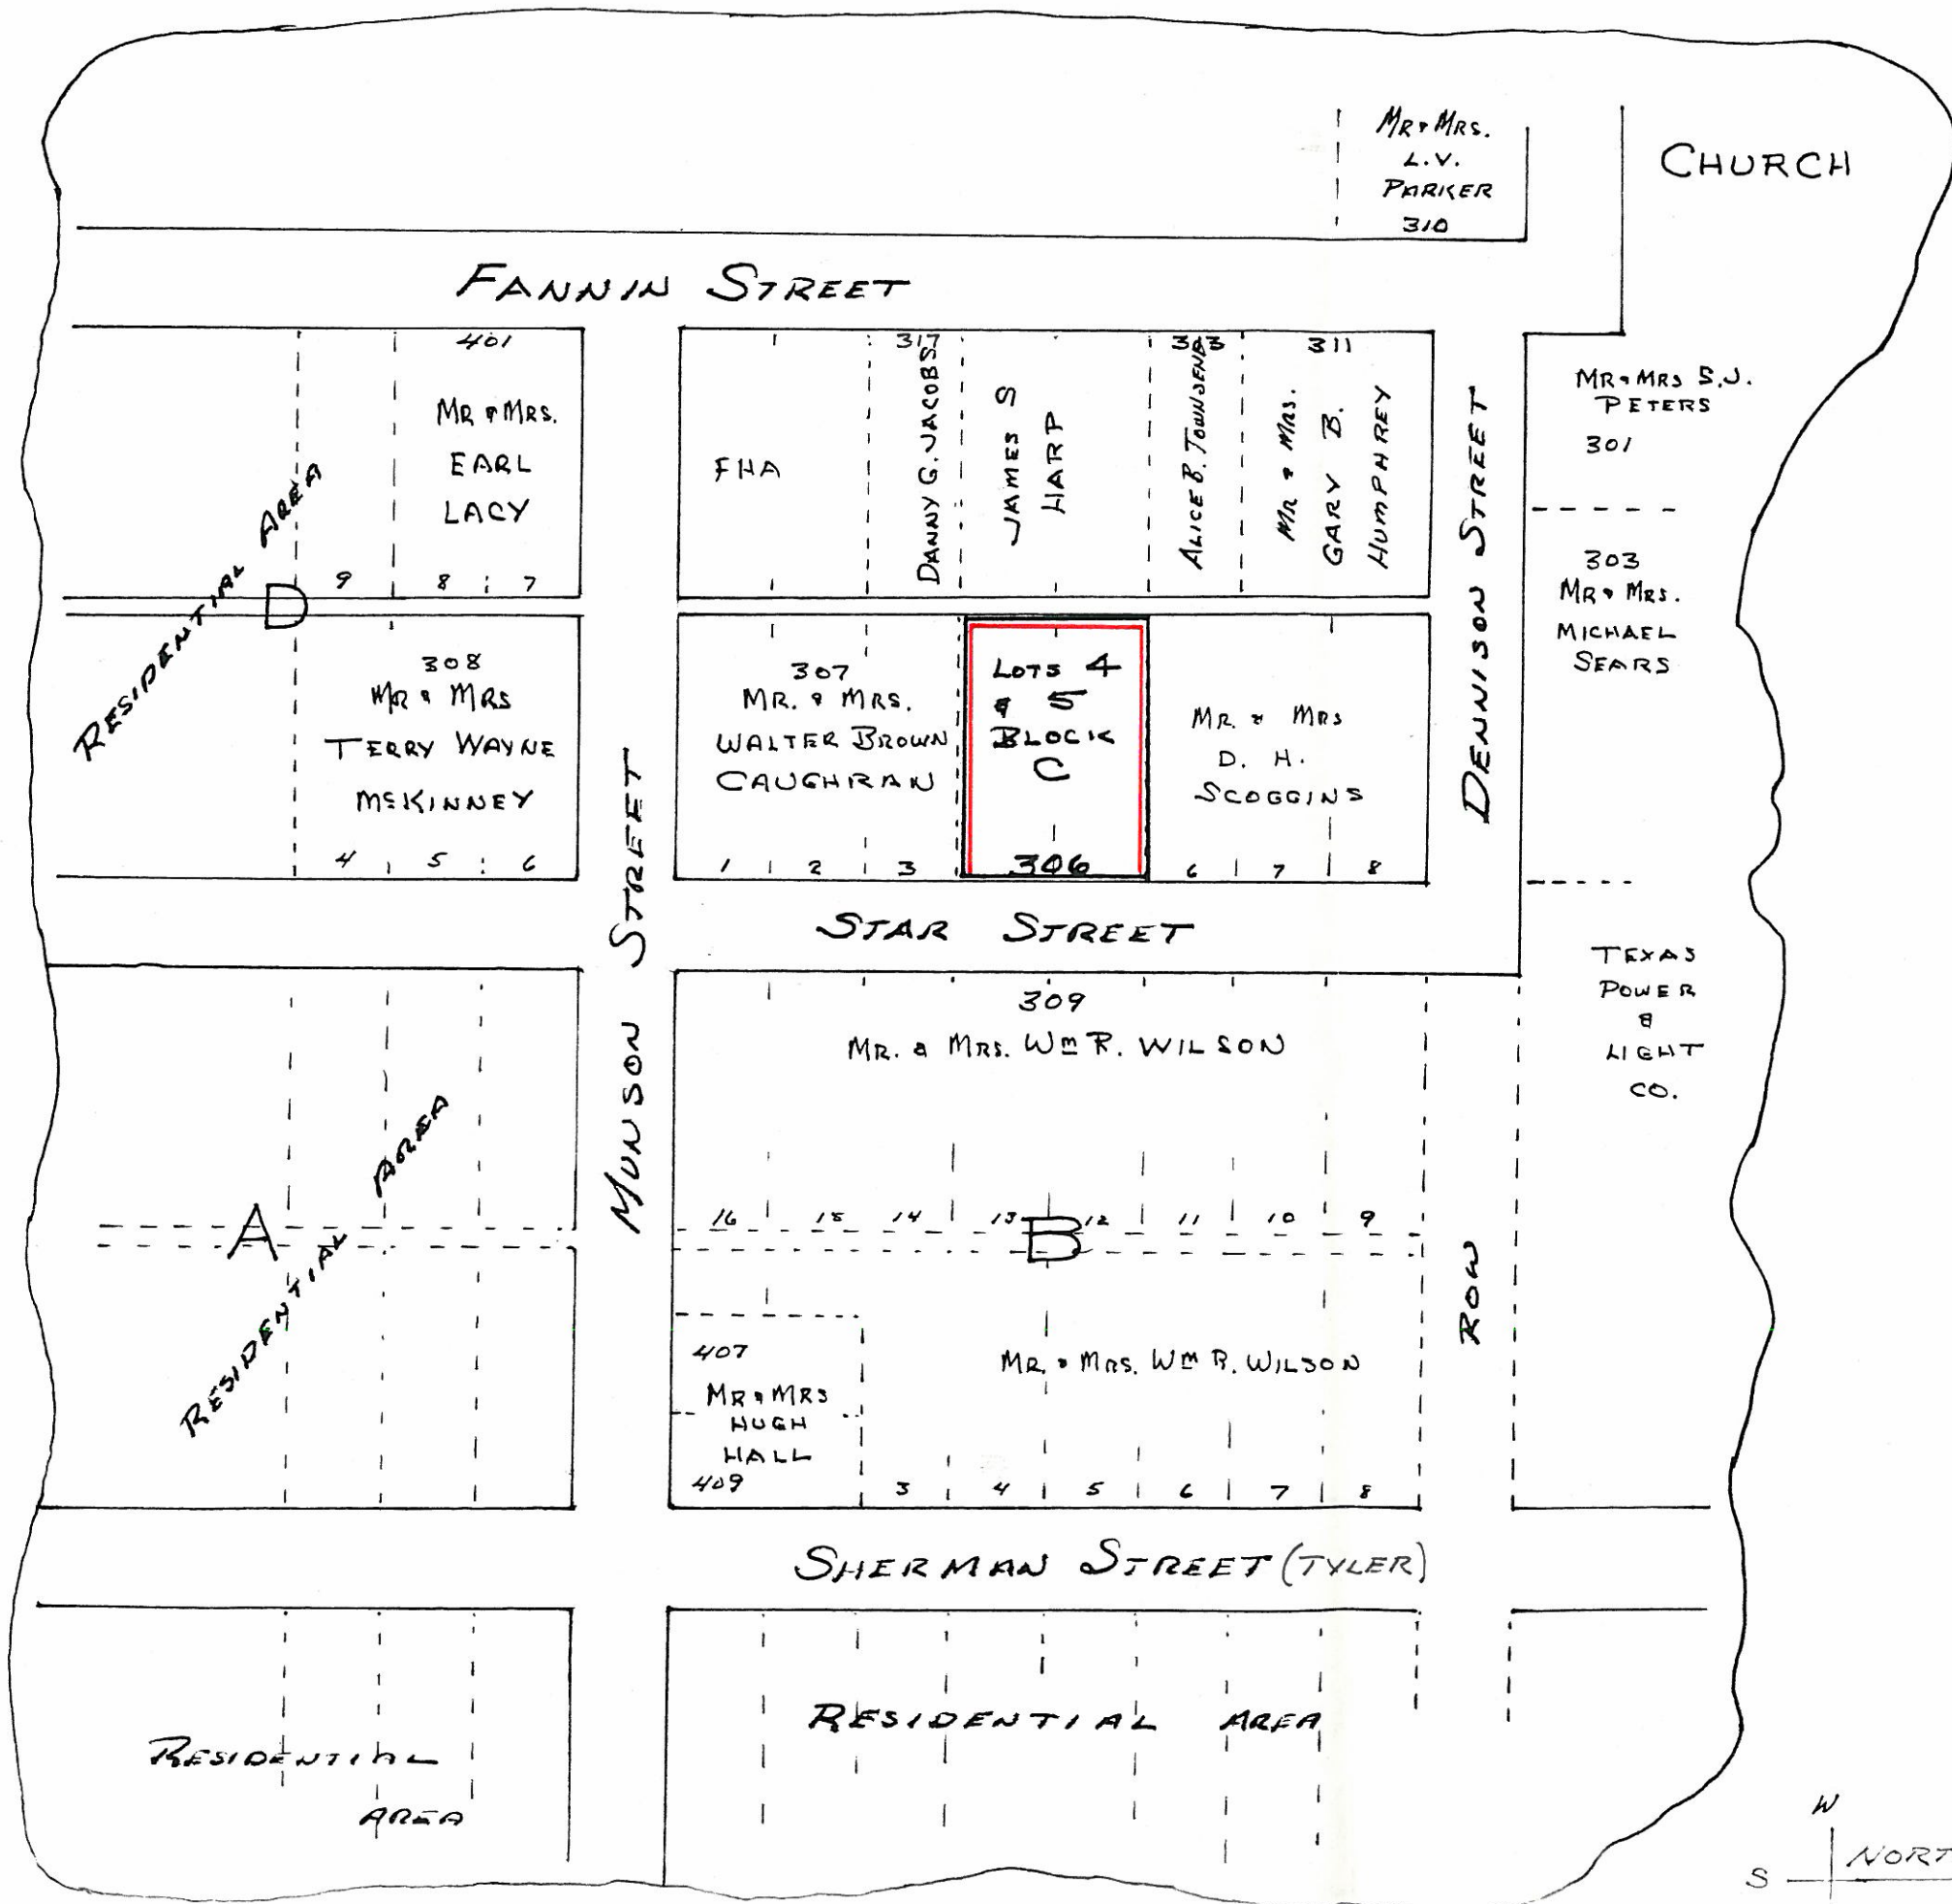 MR & MRS.
L.V.
PARKER
310
CHURCH
FANNIN STREET
401
MR & MRS.
EARL
LACY
9 8 7
RESIDENTIAL AREA
D
FHA
317
DANNY G. JACOBS
JAMES S
HARP
ALICE B. TOWNSEND
311
MR & MRS.
GARY B.
HUMPHREY
DENNISON STREET
MR & MRS S.J.
PETERS
301
303
MR & MRS.
MICHAEL
SEARS
308
MR & MRS
TERRY WAYNE
McKINNEY
4 5 6
307
MR. & MRS.
WALTER BROWN
CAUGHRAN
1 2 3
LOTS 4
& 5
BLOCK
C
306
MR. & MRS
D. H.
SCOGGINS
6 7 8
MUNSON STREET
STAR STREET
TEXAS
POWER
&
LIGHT
CO.
309
MR. & MRS. WM R. WILSON
RESIDENTIAL AREA
A
16 15 14 13 12 11 10 9
B
ROW
407
MR & MRS
HUGH
HALL
409
MR. & MRS. WM R. WILSON
3 4 5 6 7 8
SHERMAN STREET (TYLER)
RESIDENTIAL
AREA
RESIDENTIAL AREA
W
S
NORT